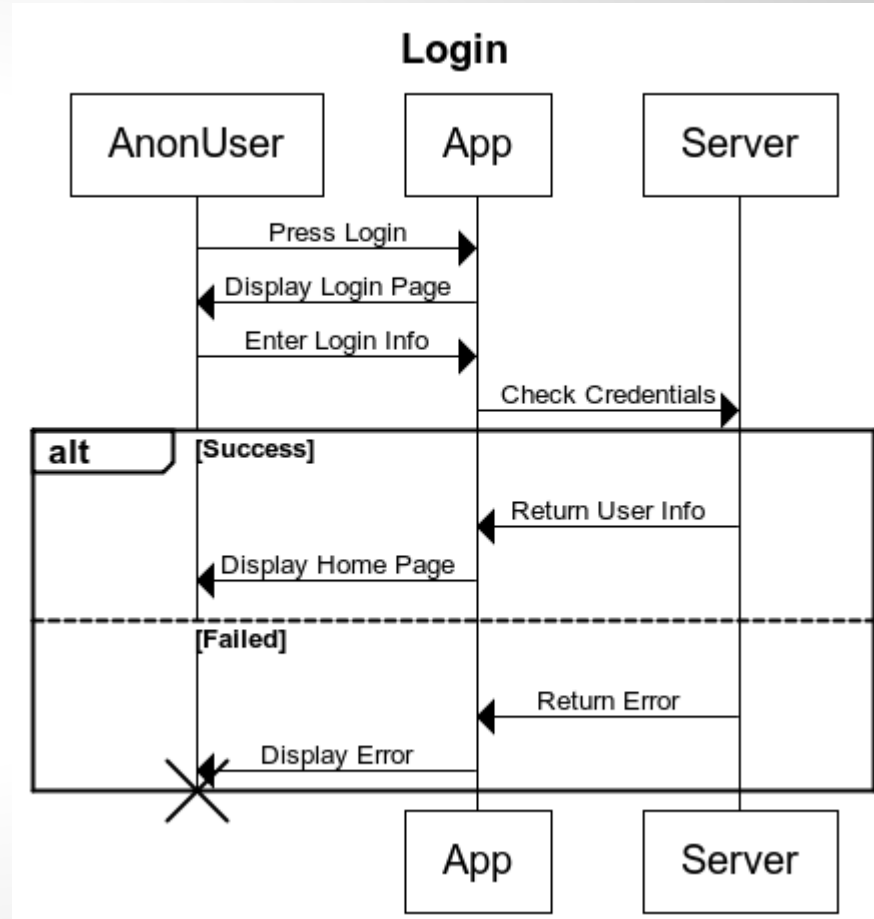 Login
AnonUser
App
Server
Press Login
Display Login Page
Enter Login Info
Check Credentials
alt
[Success]
Return User Info
Display Home Page
[Failed]
Return Error
Display Error
App
Server